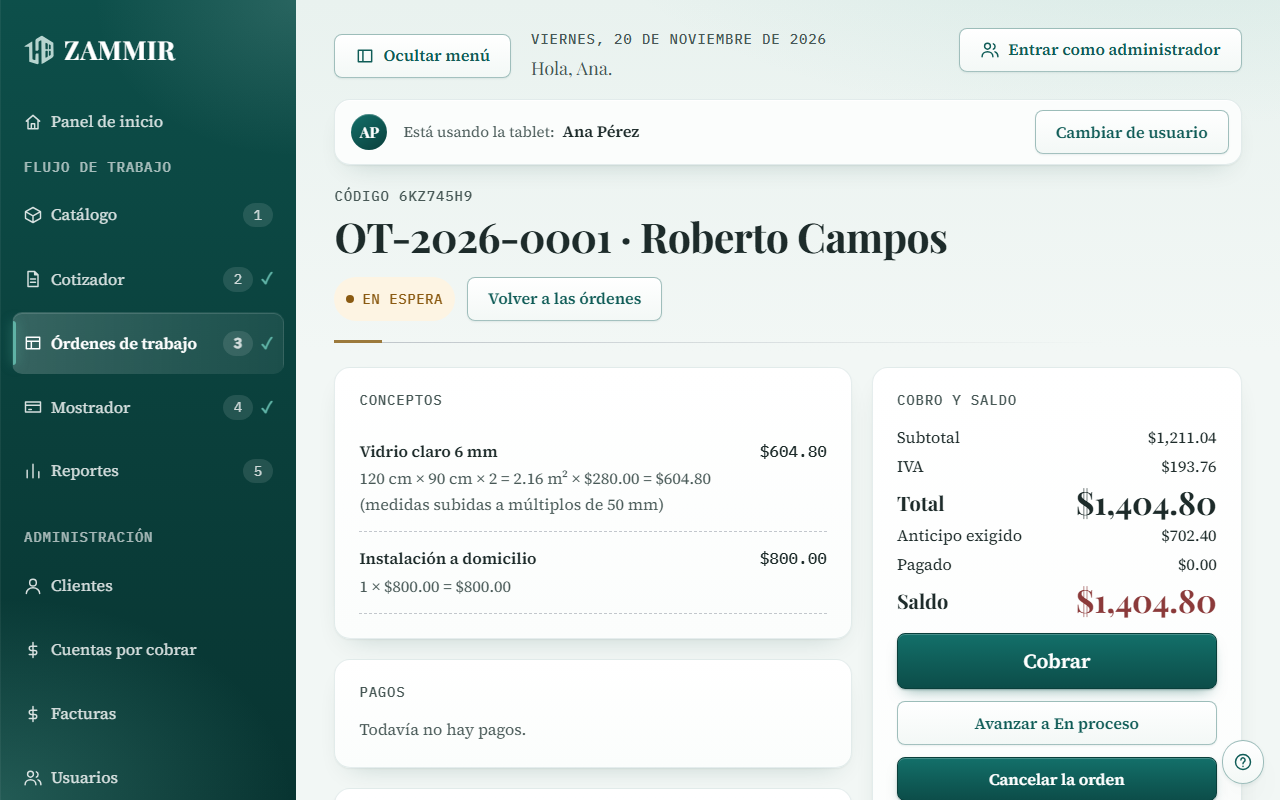 ZAMMIR
Panel de inicio
FLUJO DE TRABAJO
Catálogo 1
Cotizador 2 ✓
Órdenes de trabajo 3 ✓
Mostrador 4 ✓
Reportes 5
ADMINISTRACIÓN
Clientes
Cuentas por cobrar
Facturas
Usuarios
Ocultar menú
VIERNES, 20 DE NOVIEMBRE DE 2026
Hola, Ana.
Entrar como administrador
AP Está usando la tablet: Ana Pérez
Cambiar de usuario
CÓDIGO 6KZ745H9
OT-2026-0001 · Roberto Campos
EN ESPERA
Volver a las órdenes
CONCEPTOS
Vidrio claro 6 mm $604.80
120 cm × 90 cm × 2 = 2.16 m² × $280.00 = $604.80
(medidas subidas a múltiplos de 50 mm)
Instalación a domicilio $800.00
1 × $800.00 = $800.00
PAGOS
Todavía no hay pagos.
COBRO Y SALDO
Subtotal $1,211.04
IVA $193.76
Total $1,404.80
Anticipo exigido $702.40
Pagado $0.00
Saldo $1,404.80
Cobrar
Avanzar a En proceso
Cancelar la orden